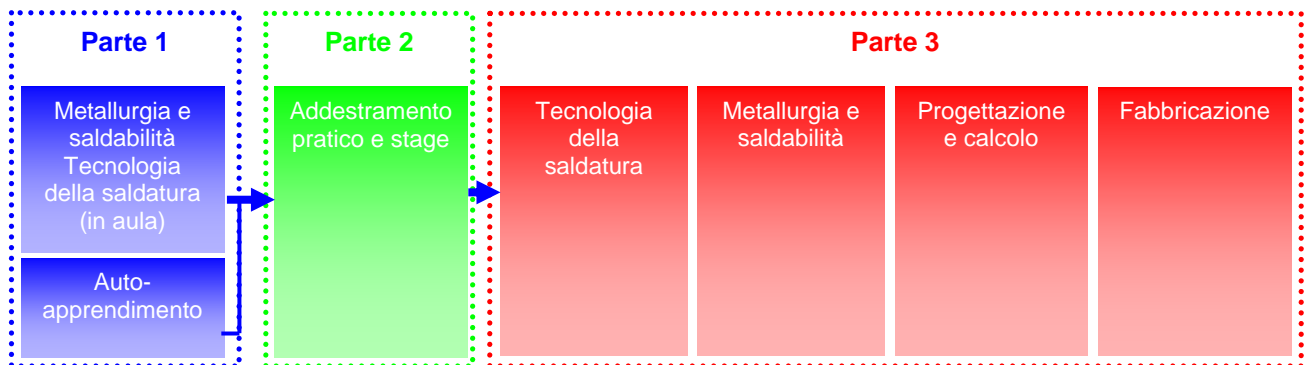 Parte 1
Metallurgia e
saldabilità
Tecnologia
della saldatura
(in aula)
Auto-
apprendimento
Parte 2
Addestramento
pratico e stage
Parte 3
Tecnologia
della
saldatura
Metallurgia e
saldabilità
Progettazione
e calcolo
Fabbricazione